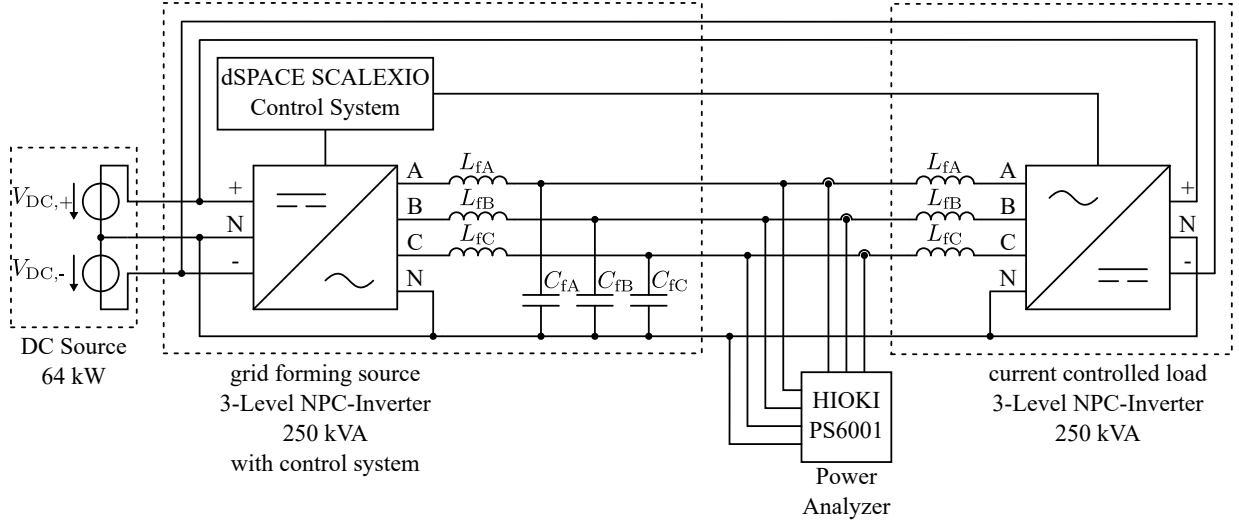 dSPACE SCALEXIO
Control System
V_DC,+
V_DC,-
+
N
-
DC Source
64 kW
A
B
C
N
L_fA
L_fB
L_fC
C_fA
C_fB
C_fC
grid forming source
3-Level NPC-Inverter
250 kVA
with control system
HIOKI
PS6001
Power
Analyzer
L_fA
L_fB
L_fC
A
B
C
N
+
N
-
current controlled load
3-Level NPC-Inverter
250 kVA